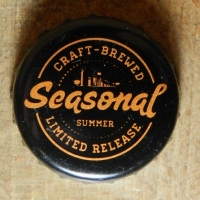 CRAFT-BREWED
Seasonal
SUMMER
LIMITED RELEASE